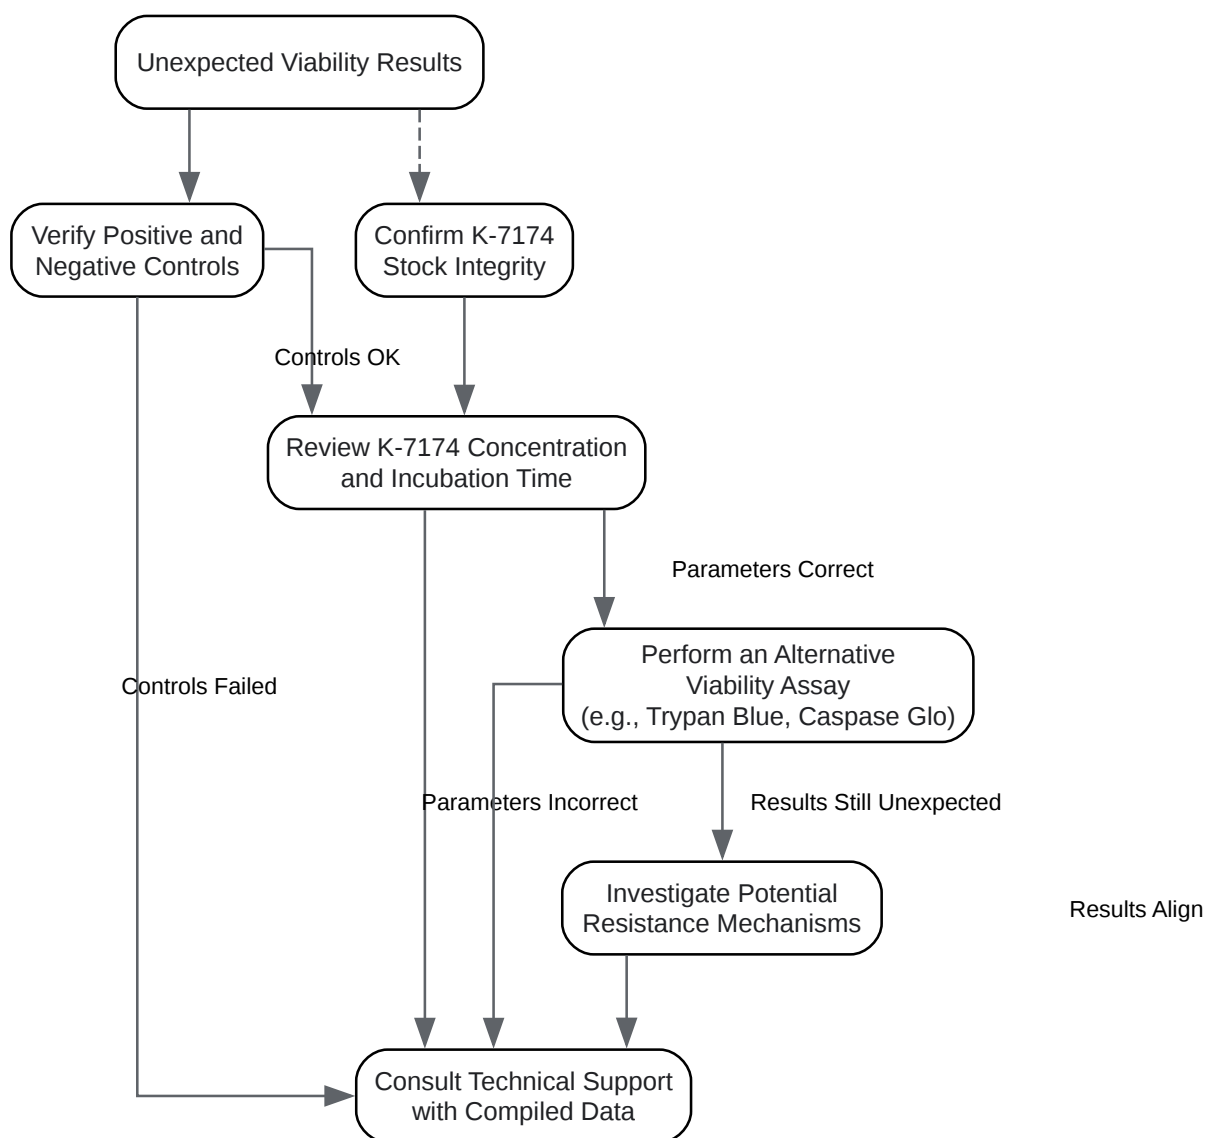 Unexpected Viability Results
Verify Positive and
Negative Controls
Confirm K-7174
Stock Integrity
Controls OK
Review K-7174 Concentration
and Incubation Time
Parameters Correct
Perform an Alternative
Viability Assay
(e.g., Trypan Blue, Caspase Glo)
Controls Failed
Parameters Incorrect
Results Still Unexpected
Investigate Potential
Resistance Mechanisms
Results Align
Consult Technical Support
with Compiled Data